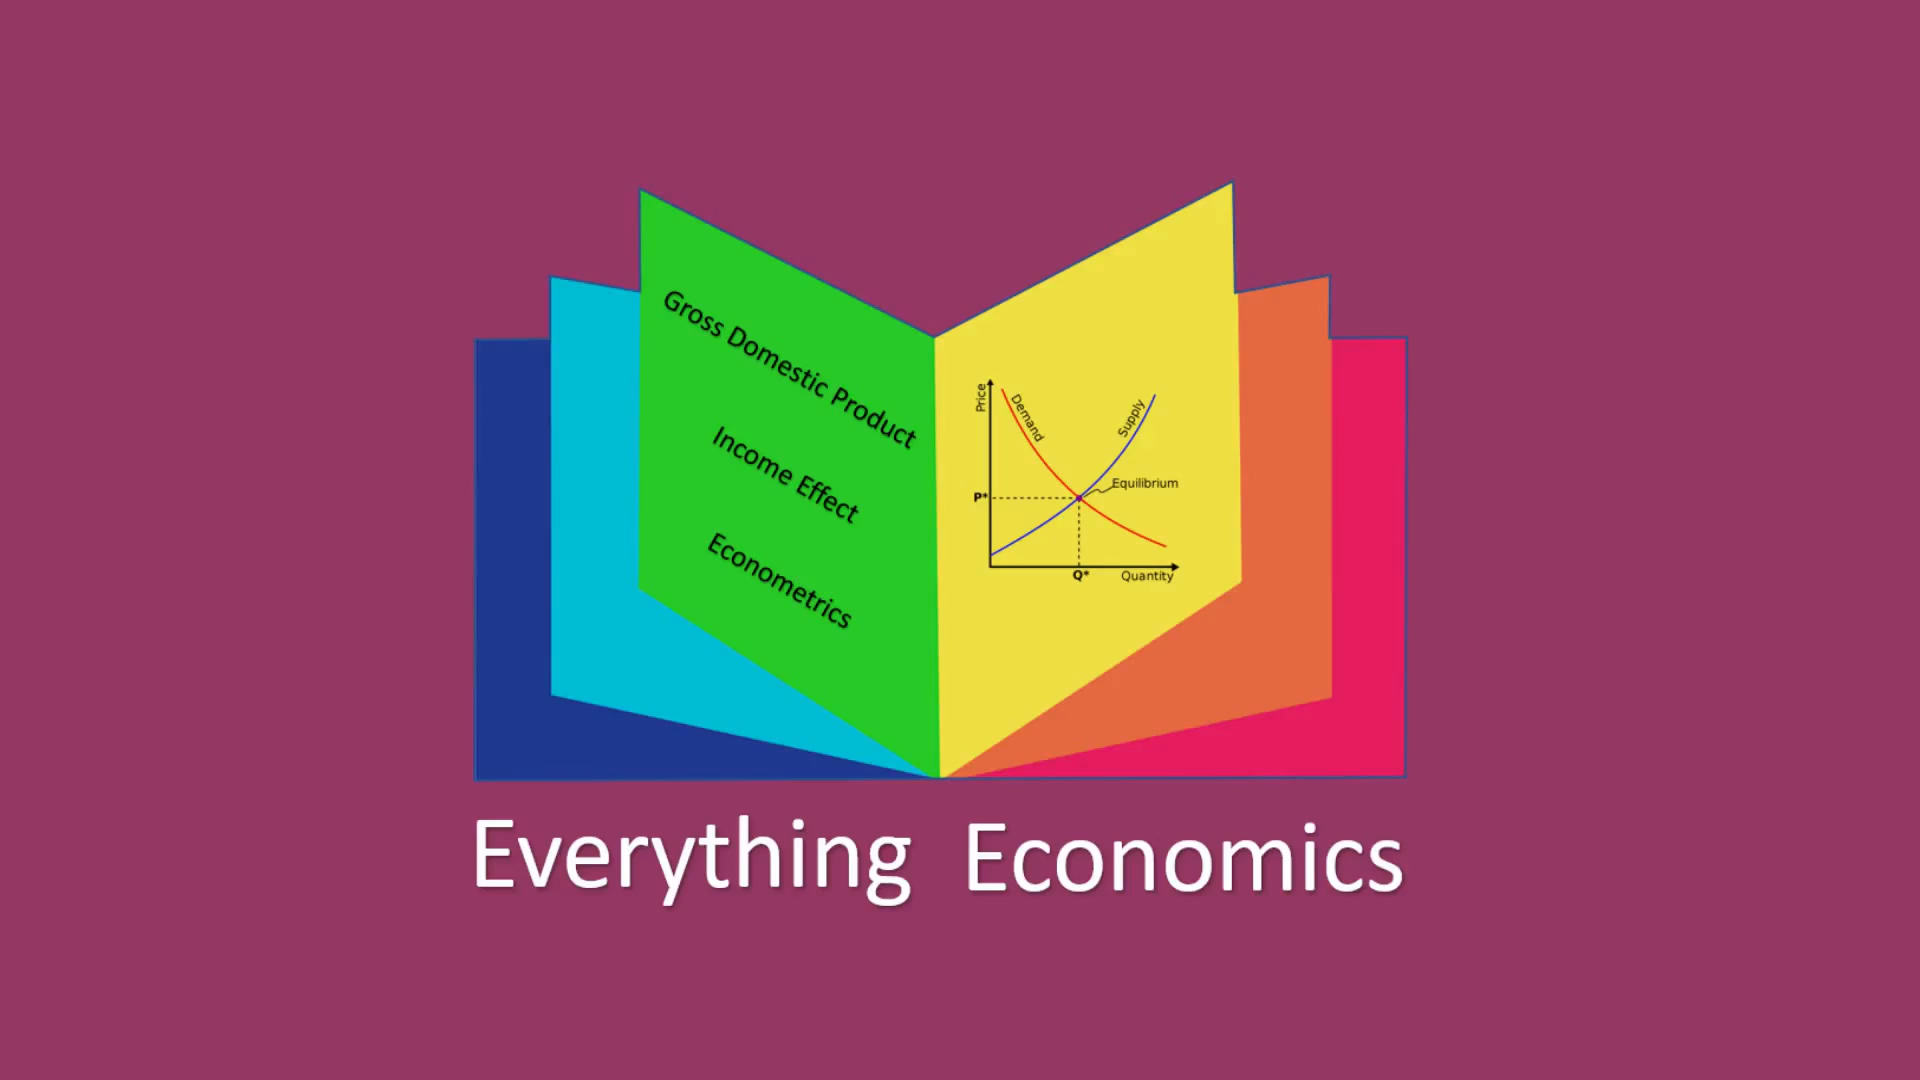 Gross Domestic Product
Income Effect
Econometrics
Price
Demand
Supply
Equilibrium
P*
Q*
Quantity
Everything Economics